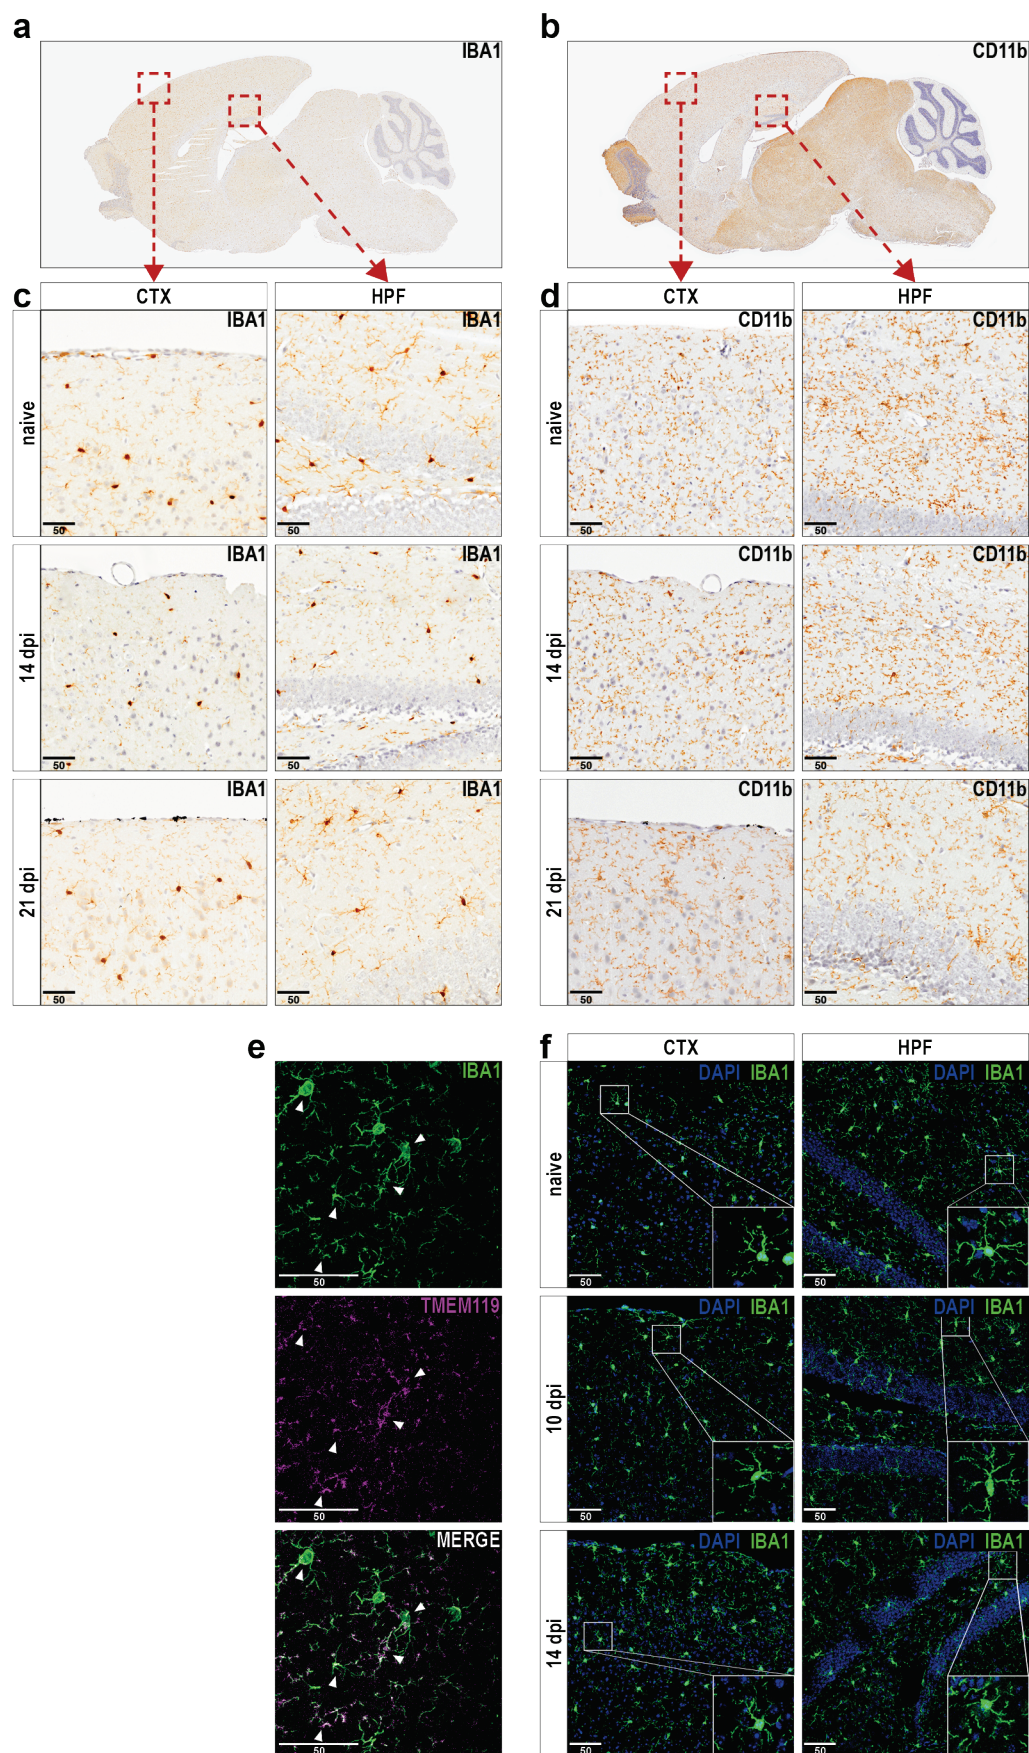 a
IBA1
b
CD11b
c
CTX
HPF
d
CTX
HPF
naive
IBA1
50
IBA1
50
naive
CD11b
50
CD11b
50
14 dpi
IBA1
50
IBA1
50
14 dpi
CD11b
50
CD11b
50
21 dpi
IBA1
50
IBA1
50
21 dpi
CD11b
50
CD11b
50
e
IBA1
50
TMEM119
50
MERGE
50
f
CTX
HPF
naive
DAPI IBA1
50
DAPI IBA1
50
10 dpi
DAPI IBA1
50
DAPI IBA1
50
14 dpi
DAPI IBA1
50
DAPI IBA1
50